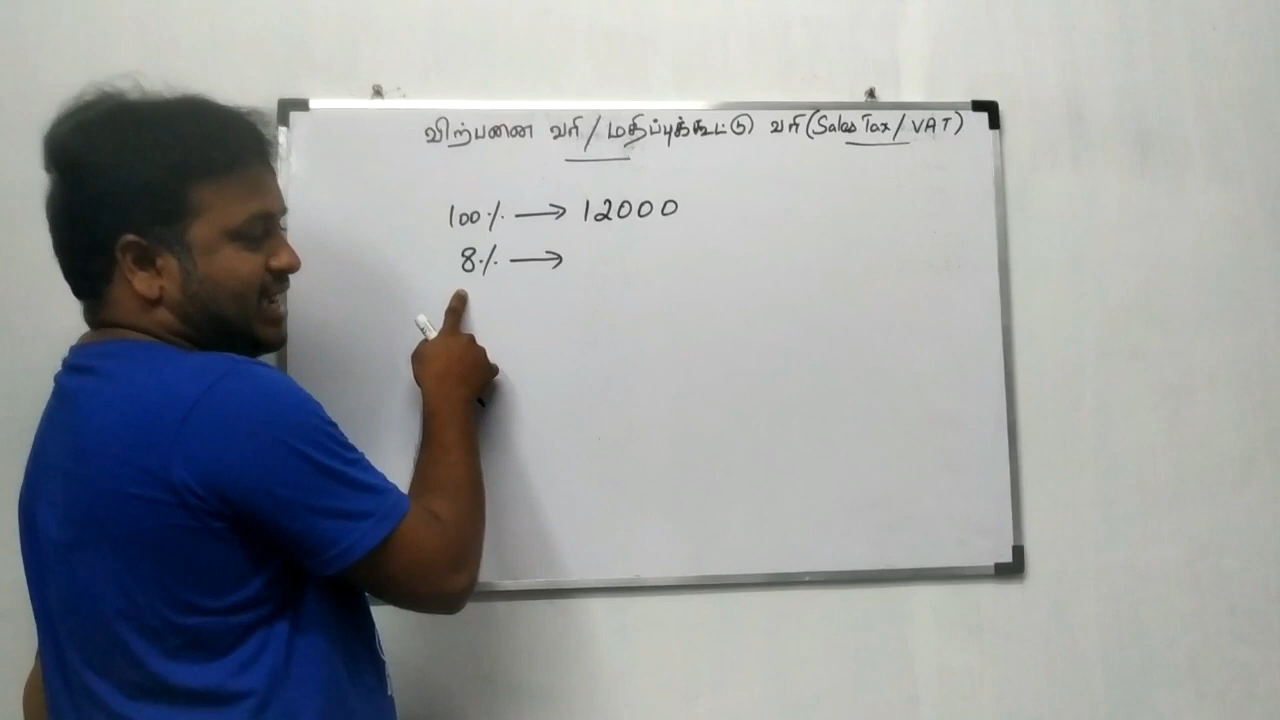 விற்பனை வரி / மதிப்புக்கூட்டு வரி (Sales Tax / VAT)
100% → 12000
8% →